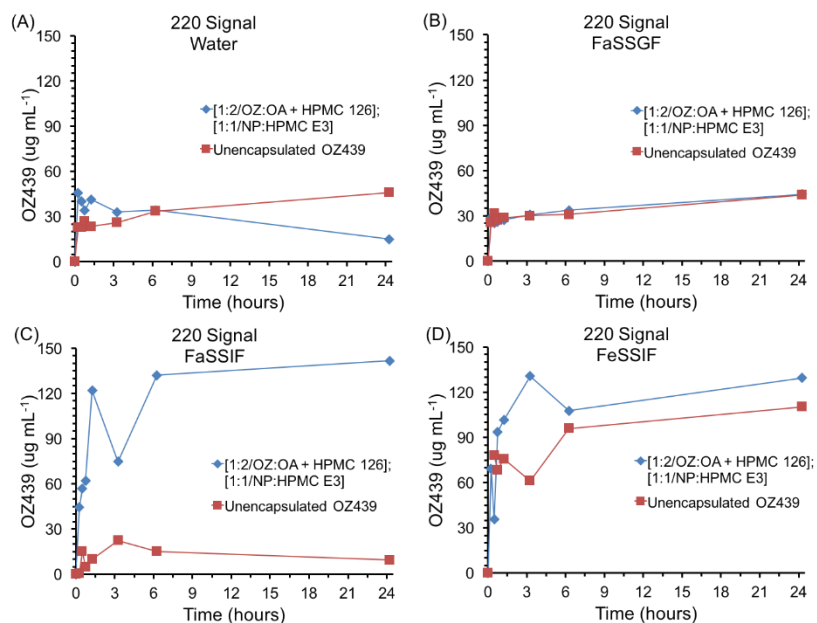 (A)
220 Signal
Water
150
120
90
60
30
0
OZ439 (ug mL⁻¹)
[1:2/OZ:OA + HPMC 126];
[1:1/NP:HPMC E3]
Unencapsulated OZ439
0 3 6 9 12 15 18 21 24
Time (hours)
(B)
220 Signal
FaSSGF
150
120
90
60
30
0
OZ439 (ug mL⁻¹)
[1:2/OZ:OA + HPMC 126];
[1:1/NP:HPMC E3]
Unencapsulated OZ439
0 3 6 9 12 15 18 21 24
Time (hours)
(C)
220 Signal
FaSSIF
150
120
90
60
30
0
OZ439 (ug mL⁻¹)
[1:2/OZ:OA + HPMC 126];
[1:1/NP:HPMC E3]
Unencapsulated OZ439
0 3 6 9 12 15 18 21 24
Time (hours)
(D)
220 Signal
FeSSIF
150
120
90
60
30
0
OZ439 (ug mL⁻¹)
[1:2/OZ:OA + HPMC 126];
[1:1/NP:HPMC E3]
Unencapsulated OZ439
0 3 6 9 12 15 18 21 24
Time (hours)